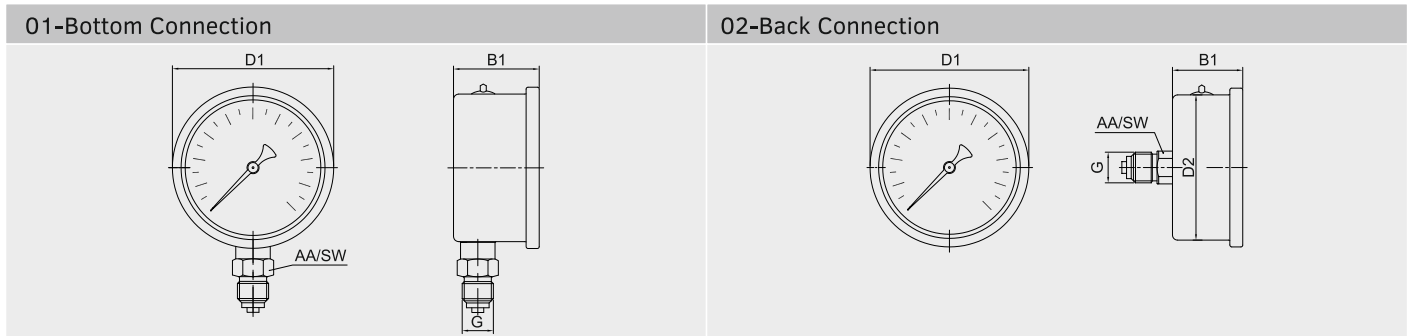 01-Bottom Connection
D1
B1
AA/SW
G
02-Back Connection
D1
B1
AA/SW
G
D2